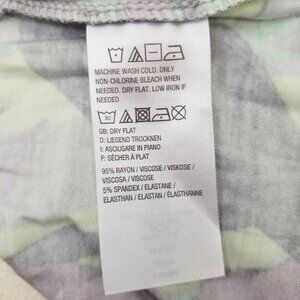 MACHINE WASH COLD. ONLY
NON-CHLORINE BLEACH WHEN
NEEDED. DRY FLAT. LOW IRON IF
NEEDED
30
GB: DRY FLAT
D: LIEGEND TROCKNEN
I: ASCIUGARE IN PIANO
F: SÉCHER À PLAT
95% RAYON / VISCOSE / VISKOSE /
VISCOSA / VISCOSE
5% SPANDEX / ELASTANE /
ELASTHAN / ELASTAN / ÉLASTHANNE